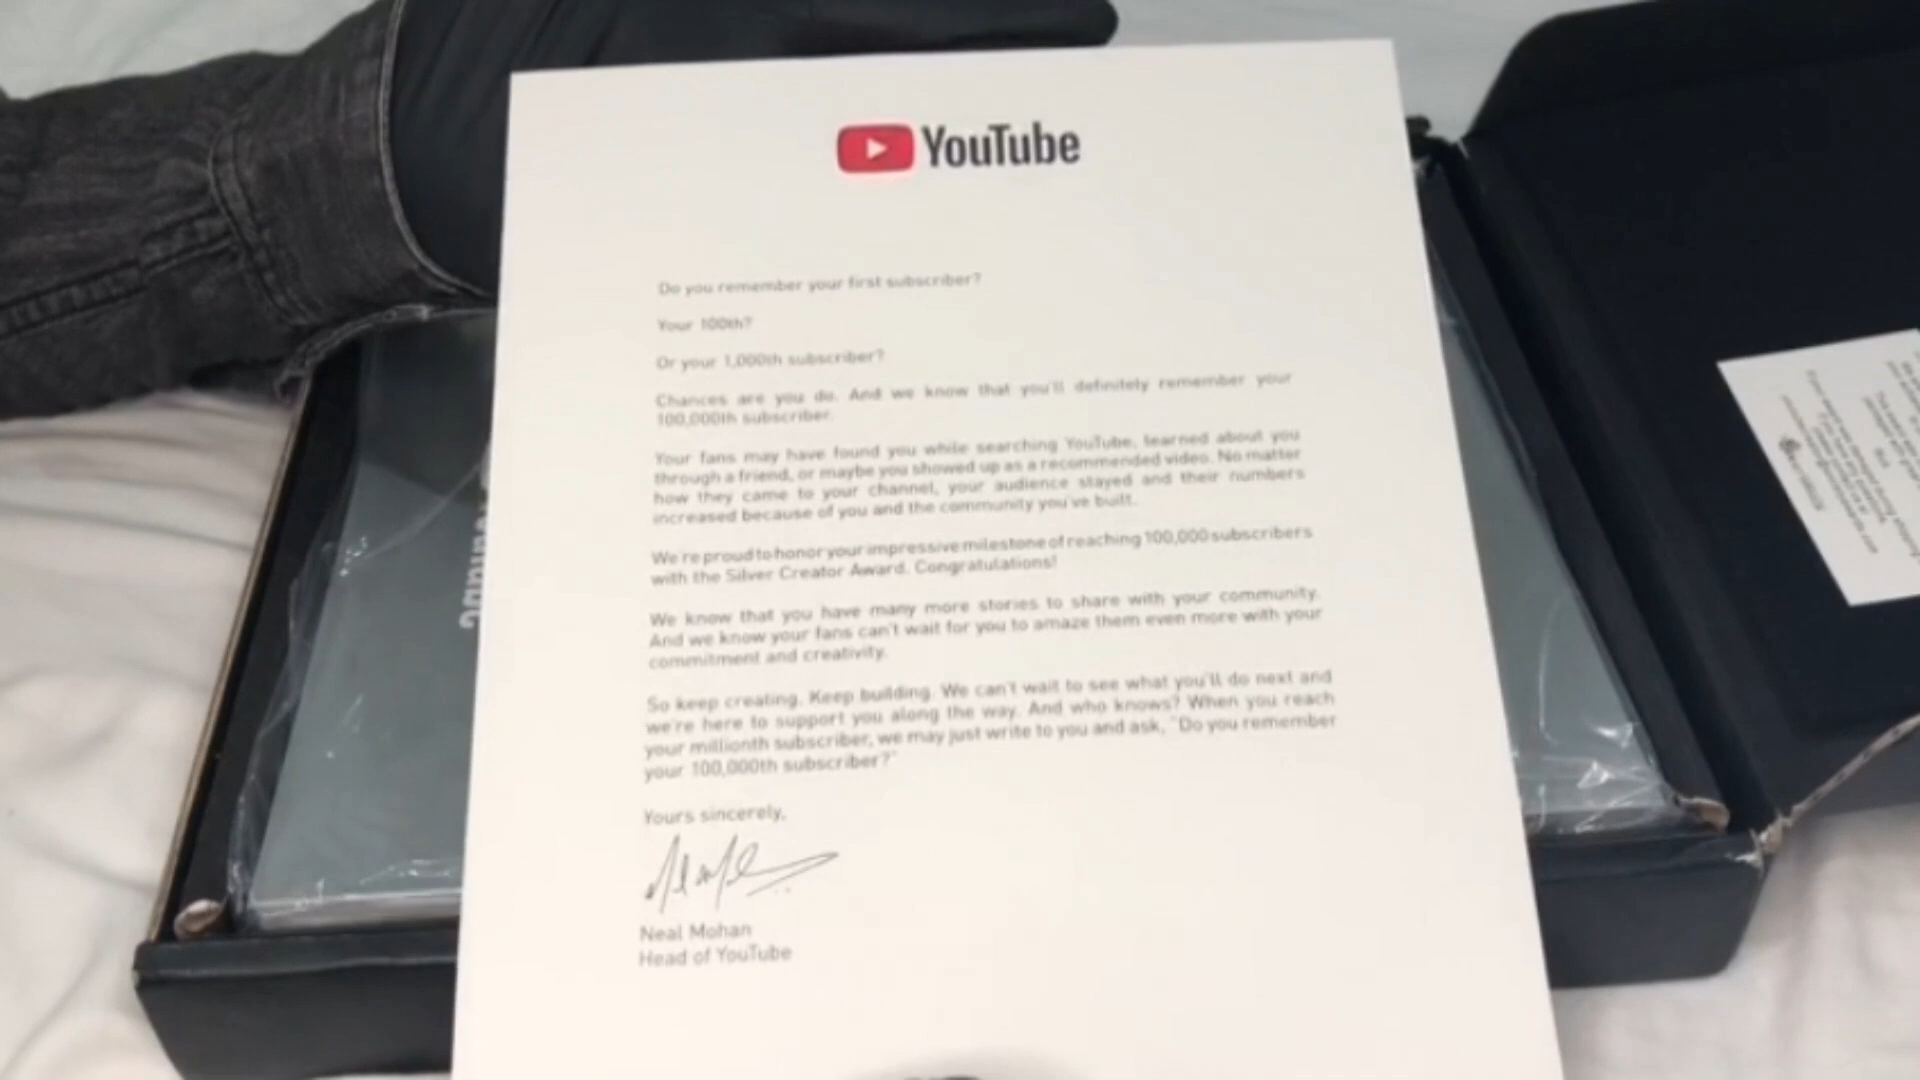 YouTube
Do you remember your first subscriber?
Your 100th?
Or your 1,000th subscriber?
Chances are you do. And we know that you'll definitely remember your
100,000th subscriber.
Your fans may have found you while searching YouTube, learned about you
through a friend, or maybe you showed up as a recommended video. No matter
how they came to your channel, your audience stayed and their numbers
increased because of you and the community you've built.
We're proud to honor your impressive milestone of reaching 100,000 subscribers
with the Silver Creator Award. Congratulations!
We know that you have many more stories to share with your community.
And we know your fans can't wait for you to amaze them even more with your
commitment and creativity.
So keep creating. Keep building. We can't wait to see what you'll do next and
we're here to support you along the way. And who knows? When you reach
your millionth subscriber, we may just write to you and ask, "Do you remember
your 100,000th subscriber?"
Yours sincerely,
Neal Mohan
Head of YouTube